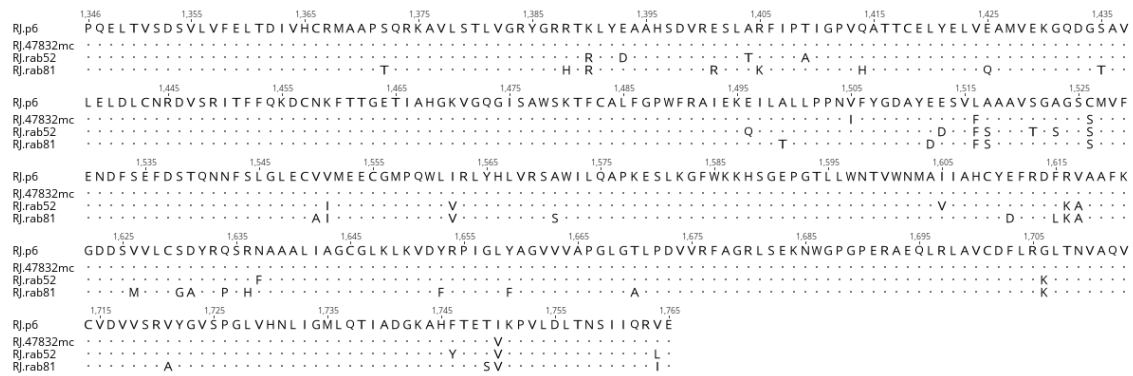 1,346 1,355 1,365 1,375 1,385 1,395 1,405 1,415 1,425 1,435
RJ.p6 PQELTVSDSVLVFELTDIVHCRMAAPSQRKAVLSTLVGRYGRRTKLYEAAHSDVRESLARFIPTIGPVQATTCELYELVEAMVEKGQDGSAV
RJ.47832mc ............................................................................................
RJ.rab52 ............................................R..D..........T....A............................
RJ.rab81 ..........................T...............H.R..........R...K........H..........Q.........T..
1,445 1,455 1,465 1,475 1,485 1,495 1,505 1,515 1,525
RJ.p6 LELDLCNRDVSRITFFQKDCNKFTTGETIAHGKVGQGISAWSKTFCALFGPWFRAIEKEILALLPPNVFYGDAYEESVLAAAVSGAGSCMVF
RJ.47832mc ...................................................................I..........F.........S...
RJ.rab52 ..........................................................Q................D..FS...T.S..S...
RJ.rab81 .............................................................T............D...FS........S...
1,535 1,545 1,555 1,565 1,575 1,585 1,595 1,605 1,615
RJ.p6 ENDFSEFDSTQNNFSLGLECVVMEECGMPQWLIRLYHLVRSAWILQAPKESLKGFWKKHSGEPGTLLWNTVWNMAIIAHCYEFRDFRVAAFK
RJ.47832mc ............................................................................................
RJ.rab52 .....................I..........V..........................................V..........KA....
RJ.rab81 ....................AI..........V........S.......................................D...LKA....
1,625 1,635 1,645 1,655 1,665 1,675 1,685 1,695 1,705
RJ.p6 GDDSVVLCSDYRQSRNAAALIAGCGLKLKVDYRPIGLYAGVVVAPGLGTLPDVVRFAGRLSEKNWGPGPERAEQLRLAVCDFLRGLTNVAQV
RJ.47832mc ............................................................................................
RJ.rab52 ...............F....................................................................K.......
RJ.rab81 ....M...GA..P.H................F.....F..........A...................................K.......
1,715 1,725 1,735 1,745 1,755 1,765
RJ.p6 CVDVVSRVYGVSPGLVHNLIGMLQTIADGKAHFTETIKPVLDLTNSIIQRVE
RJ.47832mc ....................................V...............
RJ.rab52 ................................Y...V.............L.
RJ.rab81 .......A...........................SV.............I.